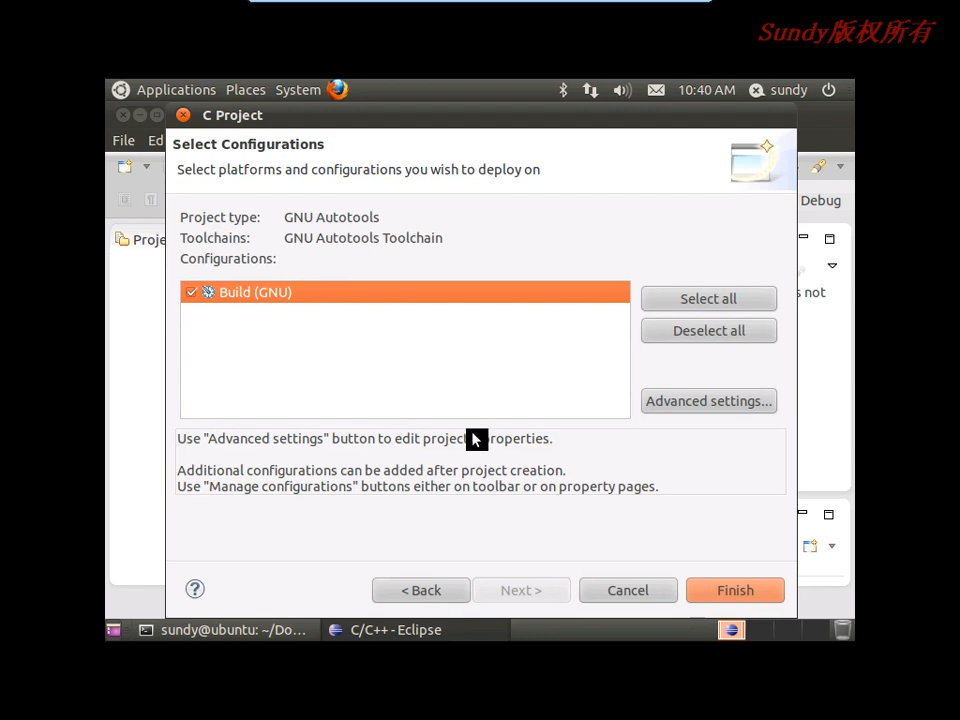 Sundy版权所有
Applications Places System 10:40 AM sundy
C Project
File Ed
Select Configurations
Select platforms and configurations you wish to deploy on
Project type: GNU Autotools
Debug
Toolchains: GNU Autotools Toolchain
Proje
Configurations:
Build (GNU)
s not
Select all
Deselect all
Advanced settings...
Use "Advanced settings" button to edit project roperties.
Additional configurations can be added after project creation.
Use "Manage configurations" buttons either on toolbar or on property pages.
? < Back Next > Cancel Finish
sundy@ubuntu: ~/Do... C/C++ - Eclipse